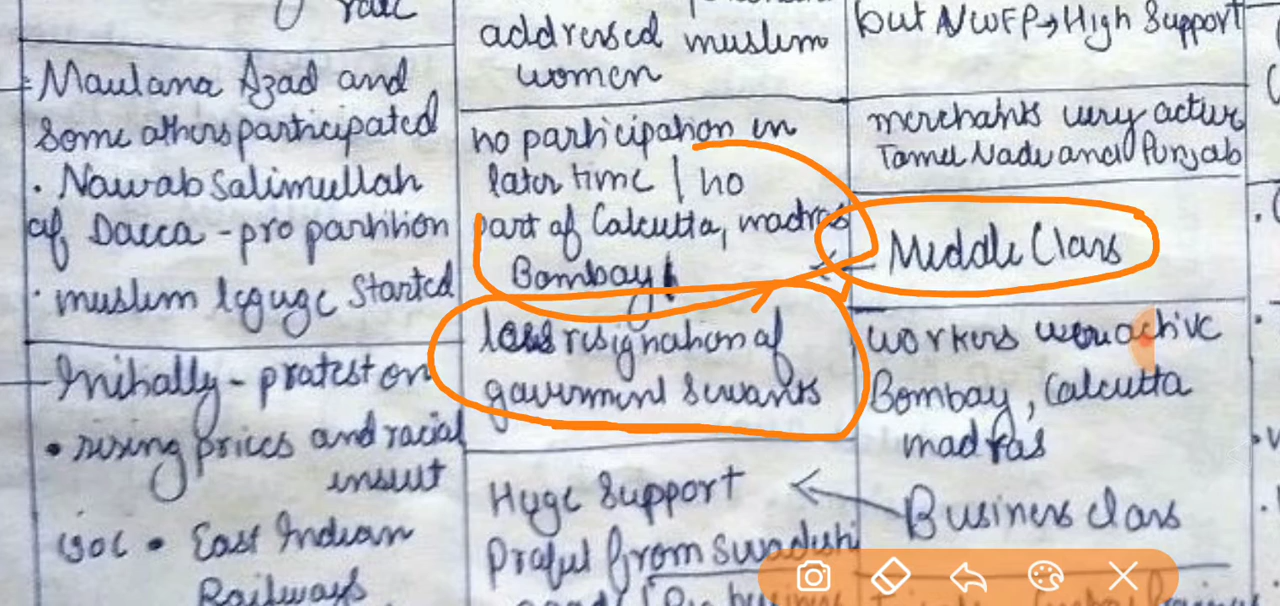 addressed muslim
women
but NWFP→High Support
Maulana Azad and
Some others participated
· Nawab Salimullah
of Dacca - pro partition
· muslim legugc Started
no participation in
later time | no
part of Calcutta, madras
Bombay
merchants very active
Tamil Nadu and Punjab
← Middle Class
less resignation of
government servants
Initially - protest on
• rising prices and racial
insult
• East Indian
Railways
workers were active
Bombay, Calcutta
madras
Huge Support
from Swadeshi
← Business class